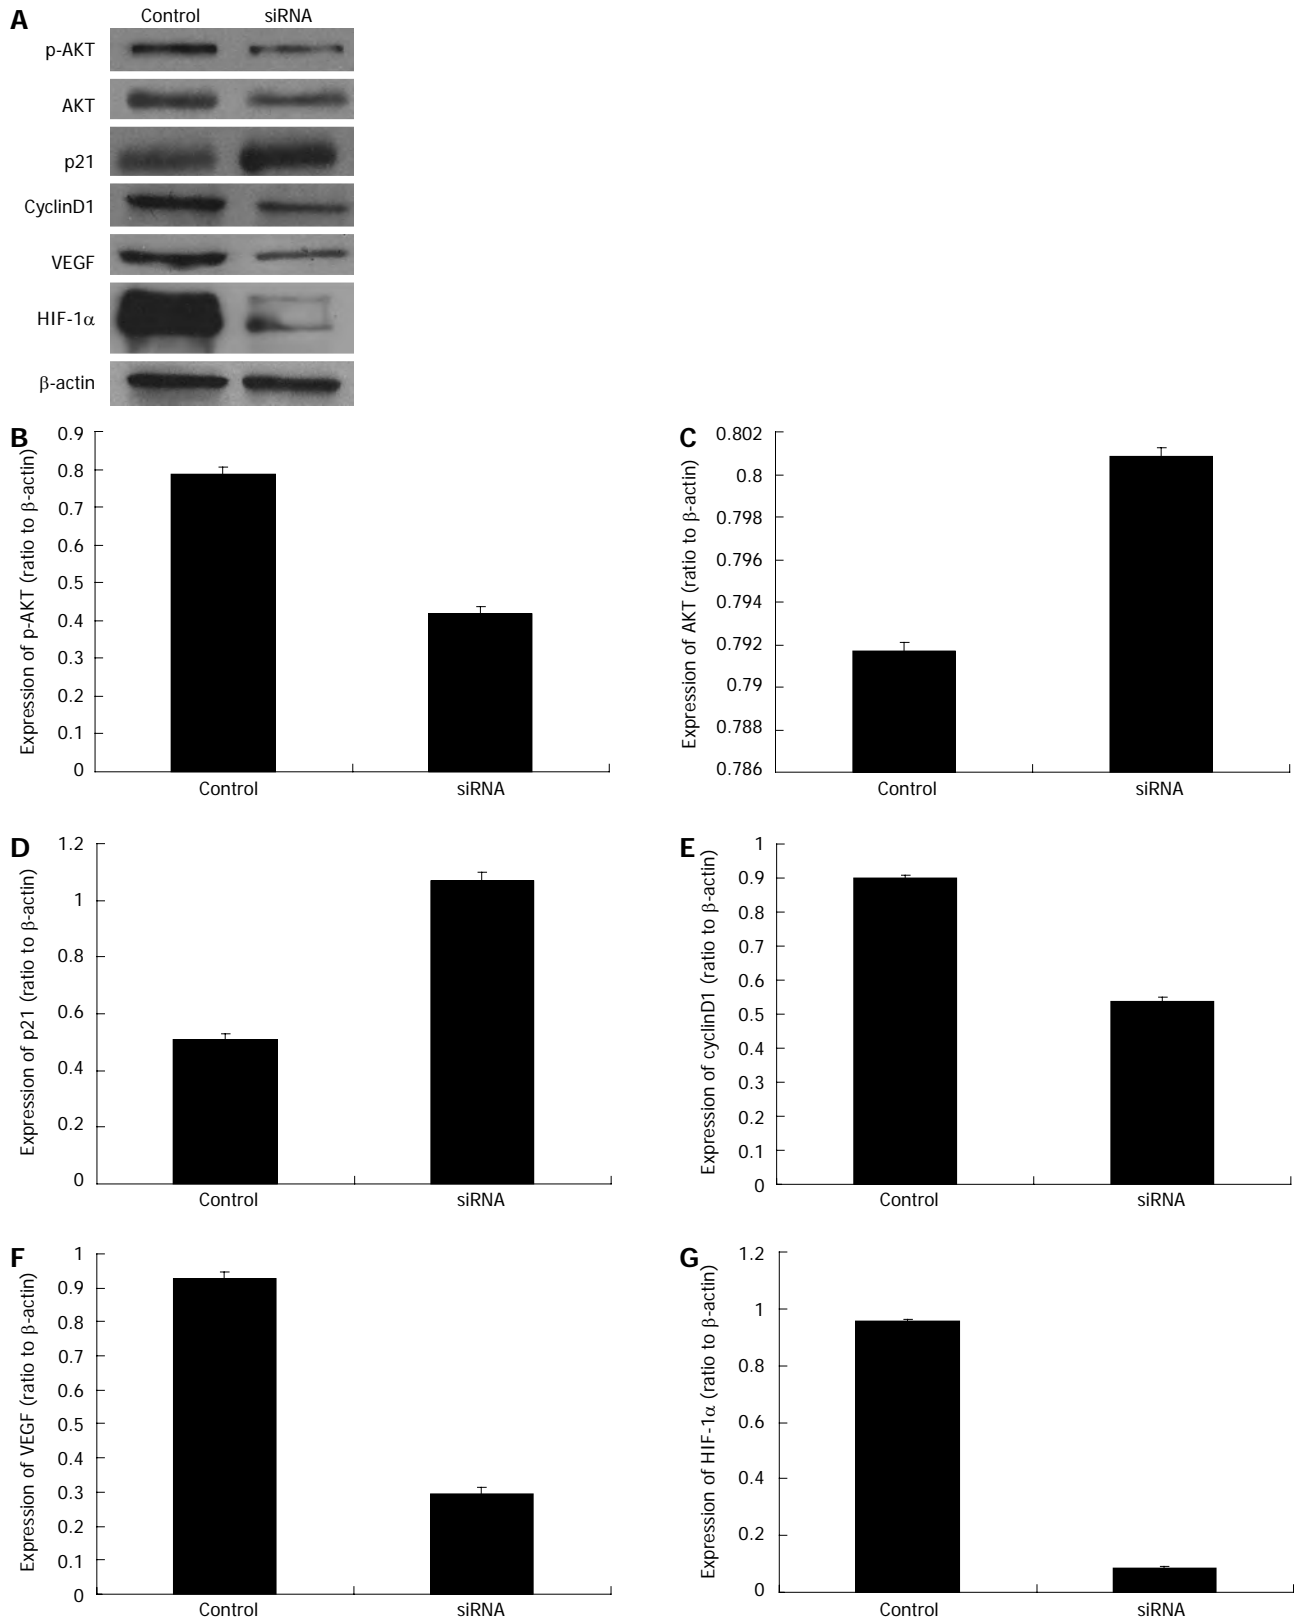 A
Control siRNA
p-AKT
AKT
p21
CyclinD1
VEGF
HIF-1α
β-actin
B
Expression of p-AKT (ratio to β-actin)
0.9
0.8
0.7
0.6
0.5
0.4
0.3
0.2
0.1
0
Control siRNA
C
Expression of AKT (ratio to β-actin)
0.802
0.8
0.798
0.796
0.794
0.792
0.79
0.788
0.786
Control siRNA
D
Expression of p21 (ratio to β-actin)
1.2
1
0.8
0.6
0.4
0.2
0
Control siRNA
E
Expression of cyclinD1 (ratio to β-actin)
1
0.9
0.8
0.7
0.6
0.5
0.4
0.3
0.2
0.1
0
Control siRNA
F
Expression of VEGF (ratio to β-actin)
1
0.9
0.8
0.7
0.6
0.5
0.4
0.3
0.2
0.1
0
Control siRNA
G
Expression of HIF-1α (ratio to β-actin)
1.2
1
0.8
0.6
0.4
0.2
0
Control siRNA